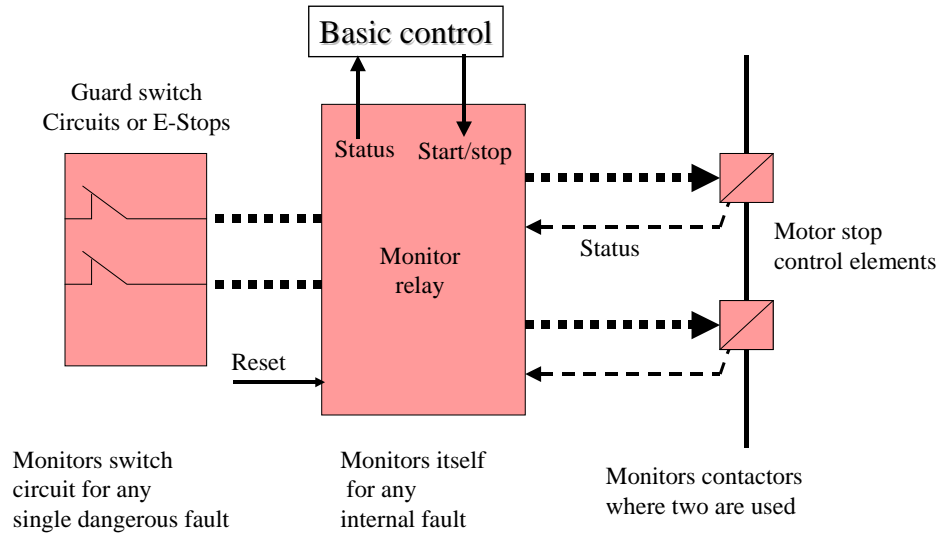 Basic control
Guard switch
Circuits or E-Stops
Status
Start/stop
Monitor
relay
Status
Motor stop
control elements
Reset
Monitors switch
circuit for any
single dangerous fault
Monitors itself
for any
internal fault
Monitors contactors
where two are used